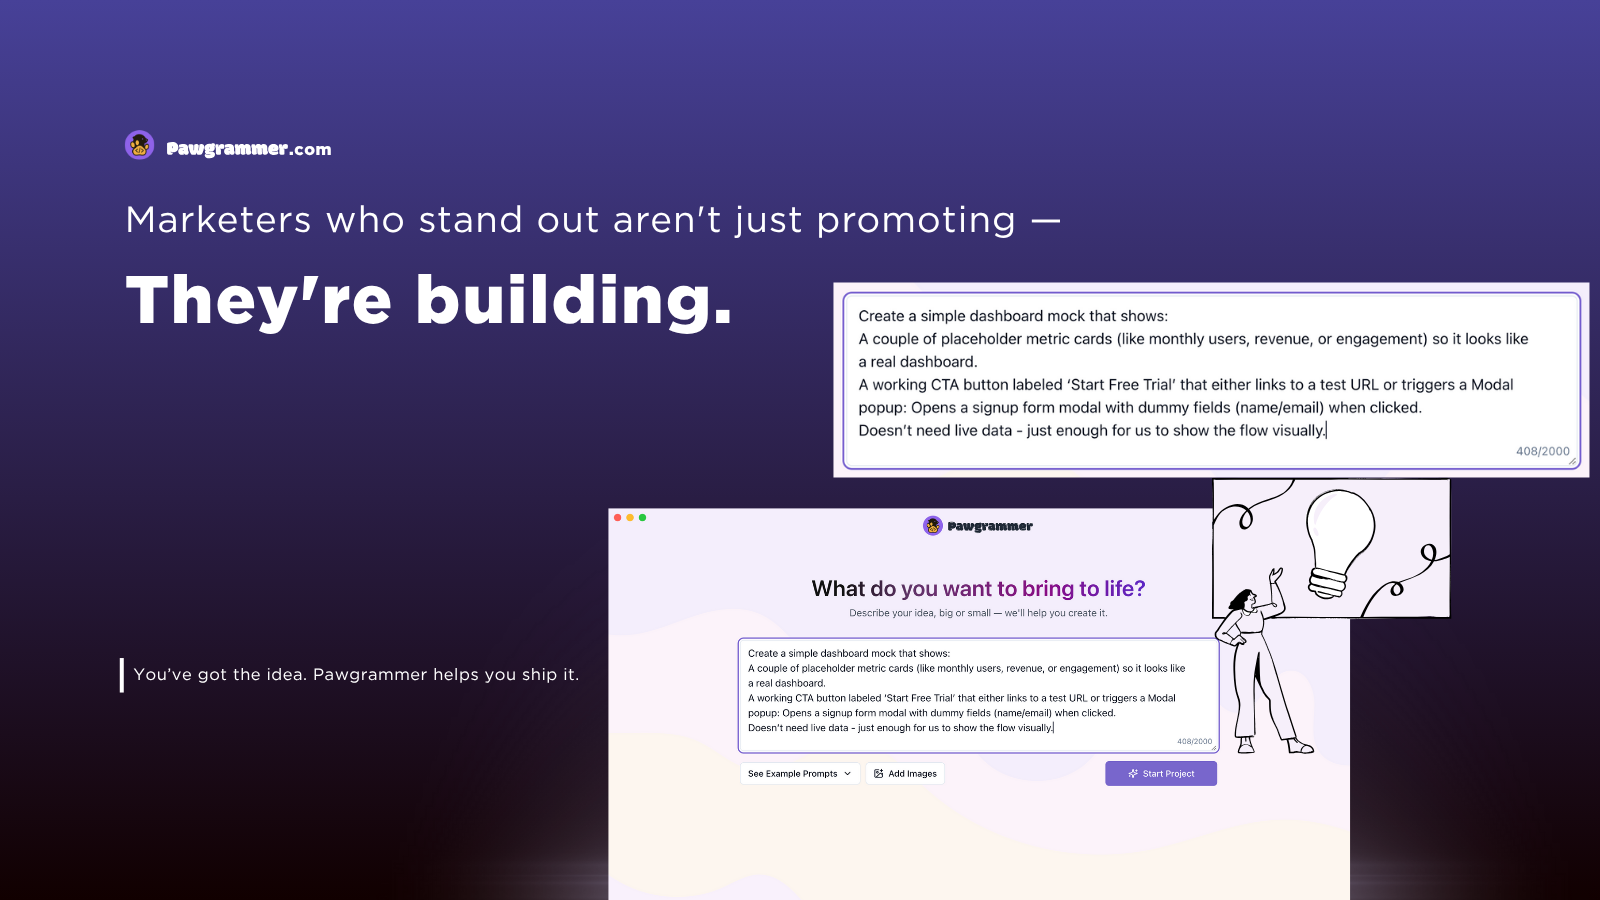 Pawgrammer.com
Marketers who stand out aren't just promoting —
They're building.
Create a simple dashboard mock that shows:
A couple of placeholder metric cards (like monthly users, revenue, or engagement) so it looks like
a real dashboard.
A working CTA button labeled ‘Start Free Trial’ that either links to a test URL or triggers a Modal
popup: Opens a signup form modal with dummy fields (name/email) when clicked.
Doesn’t need live data - just enough for us to show the flow visually.
408/2000
You’ve got the idea. Pawgrammer helps you ship it.
Pawgrammer
What do you want to bring to life?
Describe your idea, big or small — we'll help you create it.
Create a simple dashboard mock that shows:
A couple of placeholder metric cards (like monthly users, revenue, or engagement) so it looks like
a real dashboard.
A working CTA button labeled ‘Start Free Trial’ that either links to a test URL or triggers a Modal
popup: Opens a signup form modal with dummy fields (name/email) when clicked.
Doesn’t need live data - just enough for us to show the flow visually.
408/2000
See Example Prompts
Add Images
Start Project